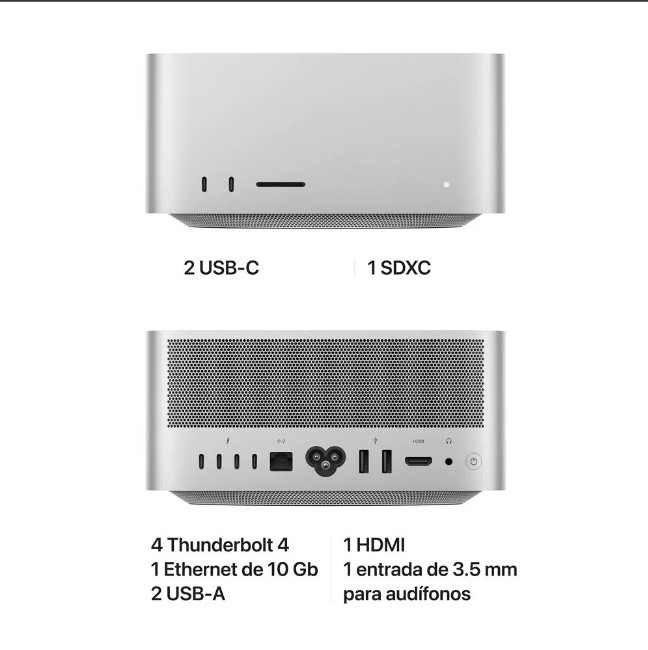 2 USB-C
1 SDXC
HDMI
4 Thunderbolt 4
1 Ethernet de 10 Gb
2 USB-A
1 HDMI
1 entrada de 3.5 mm
para audífonos